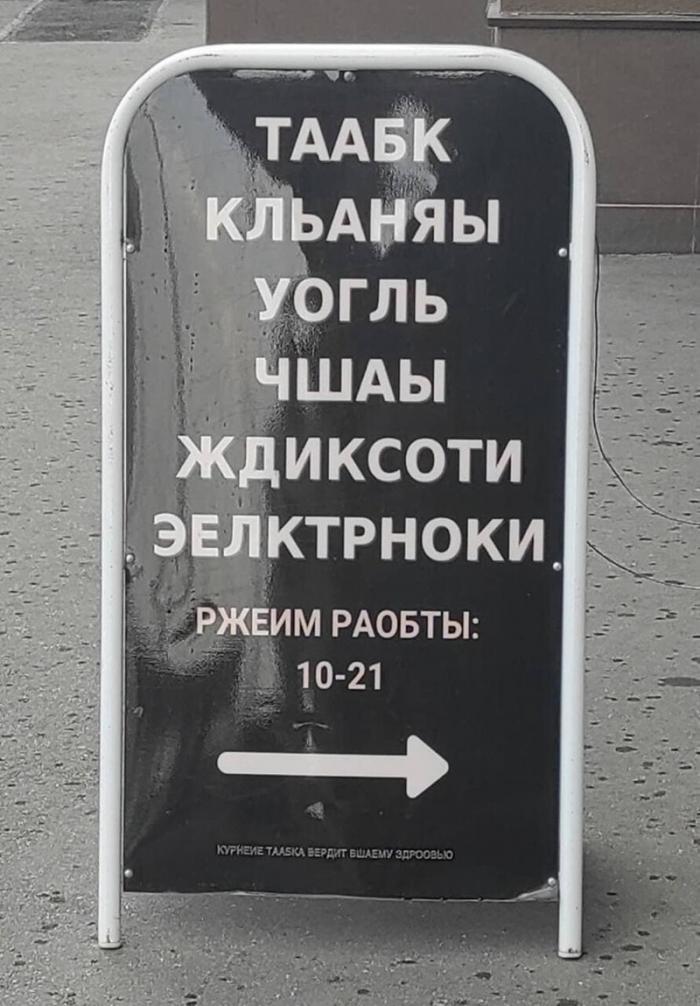 ТААБК
КЛЬАНЯЫ
УОГЛЬ
ЧШАЫ
ЖДИКСОТИ
ЭЕЛКТРНОКИ
РЖЕИМ РАОБТЫ:
10-21
КУРНЕИЕ ТААБКА ВЕРДИТ ВШАЕМУ ЗДРООВЬЮ